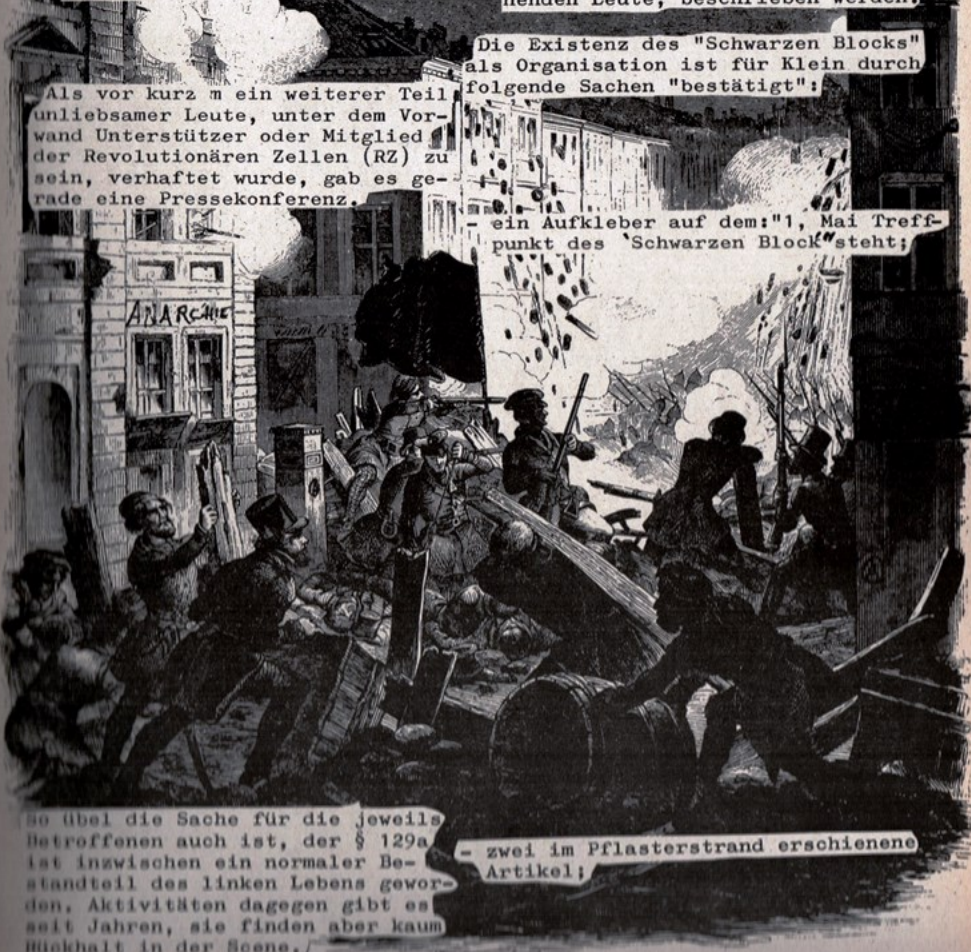 nenden Leute, beschrieben werden.
Als vor kurz m ein weiterer Teil
unliebsamer Leute, unter dem Vor-
wand Unterstützer oder Mitglied
der Revolutionären Zellen (RZ) zu
sein, verhaftet wurde, gab es ge-
rade eine Pressekonferenz.
ANARCHIE
So übel die Sache für die jeweils
Betroffenen auch ist, der § 129a
ist inzwischen ein normaler Be-
standteil des linken Lebens gewor-
den. Aktivitäten dagegen gibt es
seit Jahren, sie finden aber kaum
Rückhalt in der Scene.
Die Existenz des "Schwarzen Blocks"
als Organisation ist für Klein durch
folgende Sachen "bestätigt":
- ein Aufkleber auf dem:"1, Mai Treff-
punkt des 'Schwarzen Block'"steht;
- zwei im Pflasterstrand erschienene
Artikel;